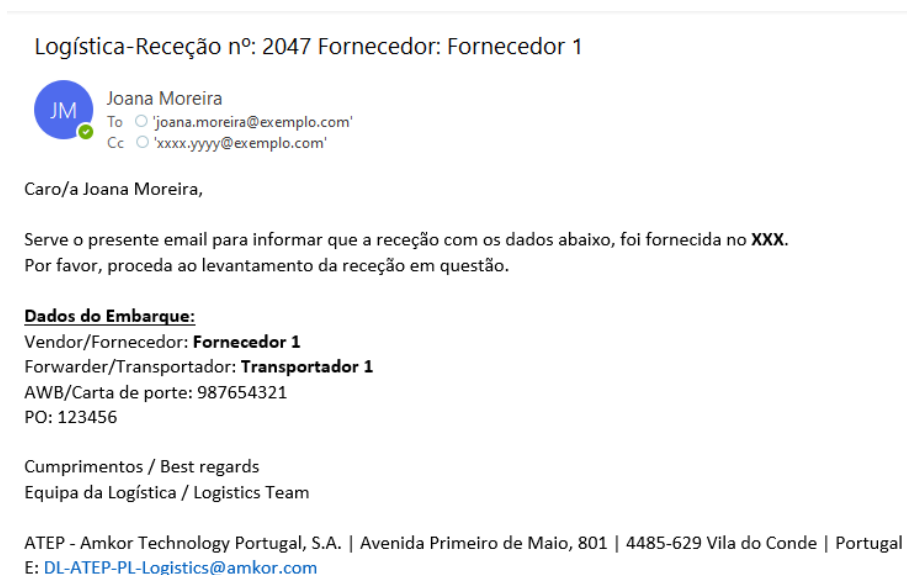 Logística-Receção nº: 2047 Fornecedor: Fornecedor 1
JM
Joana Moreira
To 'joana.moreira@exemplo.com'
Cc 'xxxx.yyyy@exemplo.com'
Caro/a Joana Moreira,
Serve o presente email para informar que a receção com os dados abaixo, foi fornecida no XXX.
Por favor, proceda ao levantamento da receção em questão.
Dados do Embarque:
Vendor/Fornecedor: Fornecedor 1
Forwarder/Transportador: Transportador 1
AWB/Carta de porte: 987654321
PO: 123456
Cumprimentos / Best regards
Equipa da Logística / Logistics Team
ATEP - Amkor Technology Portugal, S.A. | Avenida Primeiro de Maio, 801 | 4485-629 Vila do Conde | Portugal
E: DL-ATEP-PL-Logistics@amkor.com